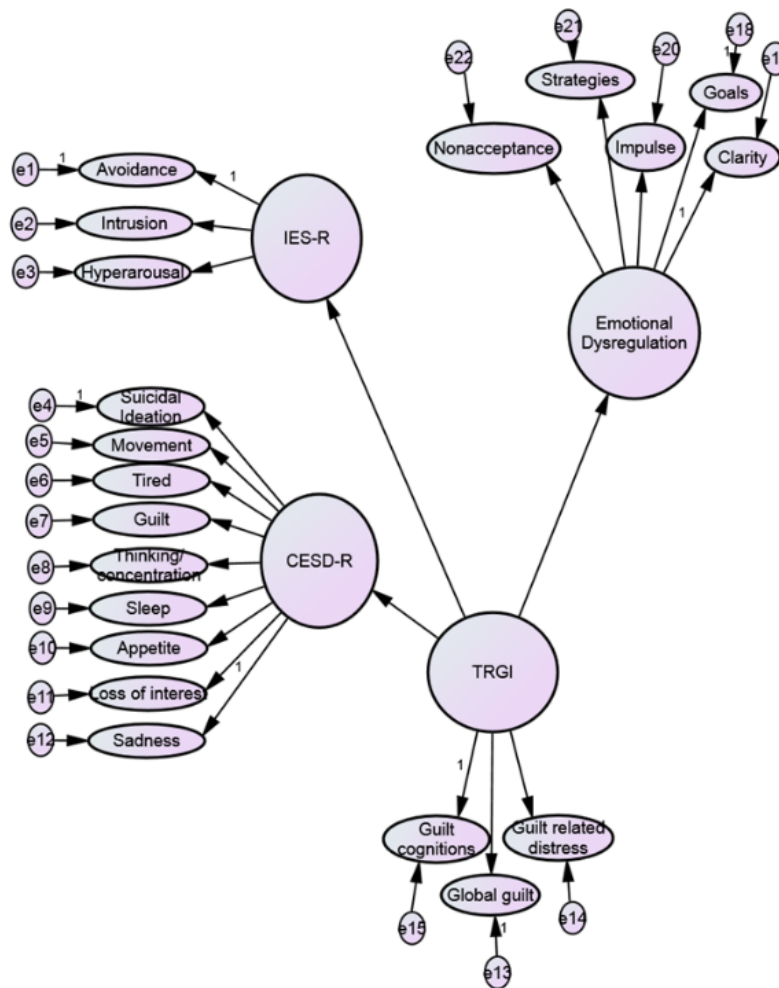 e21
e18
e22
e20
e1
Strategies
Goals
Nonacceptance
Impulse
Clarity
1
e1
1
Avoidance
1
e2
Intrusion
IES-R
e3
Hyperarousal
1
Emotional
Dysregulation
e4
1
Suicidal
Ideation
e5
Movement
e6
Tired
e7
Guilt
e8
Thinking/
concentration
CESD-R
e9
Sleep
e10
Appetite
1
e11
Loss of interest
e12
Sadness
TRGI
1
Guilt
cognitions
Guilt related
distress
Global guilt
e15
1
e14
e13